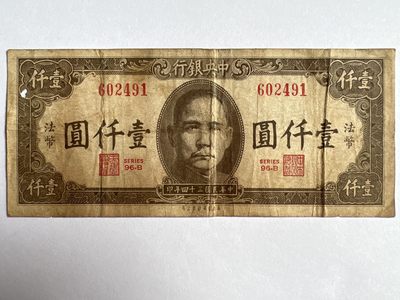 中央銀行
壹仟
壹仟
602491
602491
法幣
壹仟圓
壹仟圓
法幣
SERIES
96-B
SERIES
96-B
中華民國三十四年印
壹仟
壹仟